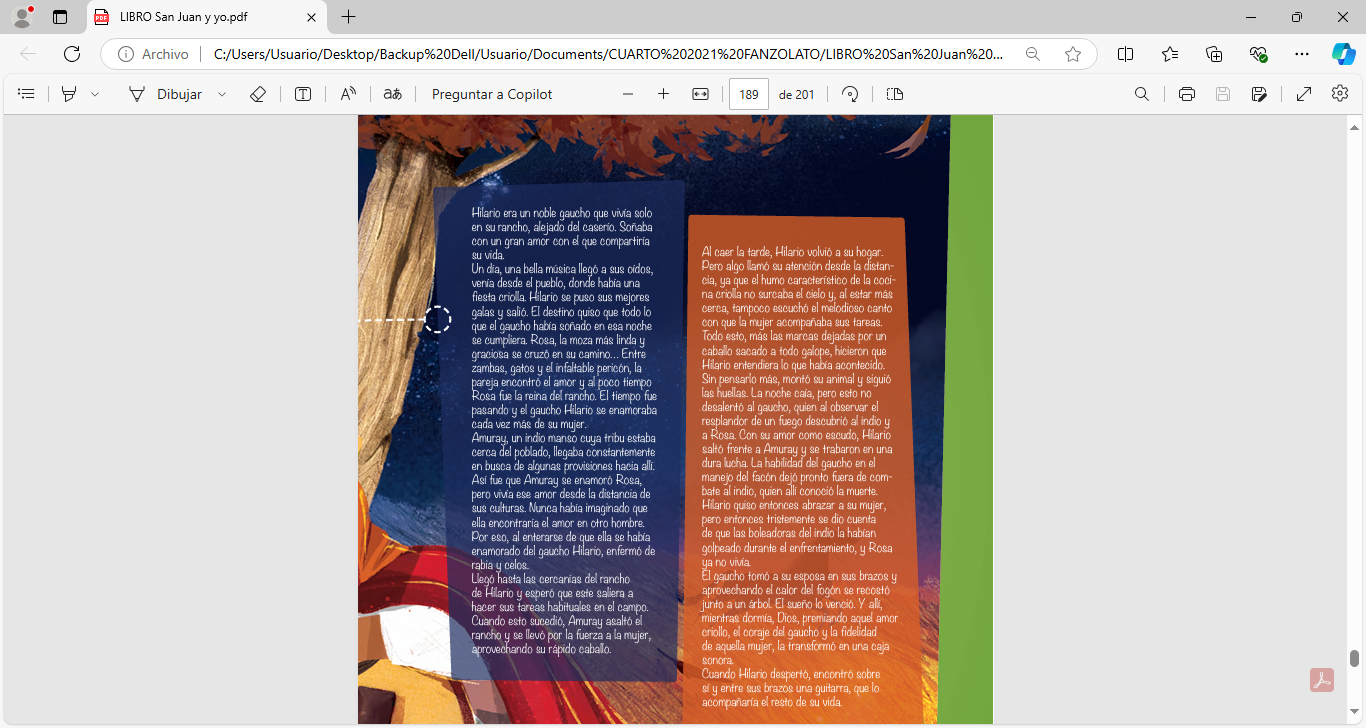 LIBRO San Juan y yo.pdf
Archivo
C:/Users/Usuario/Desktop/Backup%20Dell/Usuario/Documents/CUARTO%202021%20FANZOLATO/LIBRO%20San%20Juan%20...
Dibujar
Preguntar a Copilot
189
de 201
Hilario era un noble gaucho que vivía solo
en su rancho, alejado del caserío. Soñaba
con un gran amor con el que compartiría
su vida.
Un día, una bella música llegó a sus oídos,
venía desde el pueblo, donde había una
fiesta criolla. Hilario se puso sus mejores
galas y salió. El destino quiso que todo lo
que el gaucho había soñado en esa noche
se cumpliera. Rosa, la moza más linda y
graciosa se cruzó en su camino... Entre
zambas, gatos y el infaltable pericón, la
pareja encontró el amor y al poco tiempo
Rosa fue la reina del rancho. El tiempo fue
pasando y el gaucho Hilario se enamoraba
cada vez más de su mujer.
Amuray, un indio manso cuya tribu estaba
cerca del poblado, llegaba constantemente
en busca de algunas provisiones hacia allí.
Así fue que Amuray se enamoró Rosa,
pero vivía ese amor desde la distancia de
sus culturas. Nunca había imaginado que
ella encontraría el amor en otro hombre.
Por eso, al enterarse de que ella se había
enamorado del gaucho Hilario, enfermó de
rabia y celos.
Llegó hasta las cercanías del rancho
de Hilario y esperó que este saliera a
hacer sus tareas habituales en el campo.
Cuando esto sucedió, Amuray asaltó el
rancho y se llevó por la fuerza a la mujer,
aprovechando su rápido caballo.
Al caer la tarde, Hilario volvió a su hogar.
Pero algo llamó su atención desde la distan-
cia, ya que el humo característico de la coci-
na criolla no surcaba el cielo y, al estar más
cerca, tampoco escuchó el melodioso canto
con que la mujer acompañaba sus tareas.
Todo esto, más las marcas dejadas por un
caballo sacado a todo galope, hicieron que
Hilario entendiera lo que había acontecido.
Sin pensarlo más, montó su animal y siguió
las huellas. La noche caía, pero esto no
desalentó al gaucho, quien al observar el
resplandor de un fuego descubrió al indio y
a Rosa. Con su amor como escudo, Hilario
saltó frente a Amuray y se trabaron en una
dura lucha. La habilidad del gaucho en el
manejo del facón dejó pronto fuera de com-
bate al indio, quien allí conoció la muerte.
Hilario quiso entonces abrazar a su mujer,
pero entonces tristemente se dio cuenta
de que las boleadoras del indio la habían
golpeado durante el enfrentamiento, y Rosa
ya no vivía.
El gaucho tomó a su esposa en sus brazos y
aprovechando el calor del fogón se recostó
junto a un árbol. El sueño lo venció. Y allí,
mientras dormía, Dios, premiando aquel amor
criollo, el coraje del gaucho y la fidelidad
de aquella mujer, la transformó en una caja
sonora.
Cuando Hilario despertó, encontró sobre
sí y entre sus brazos una guitarra, que lo
acompañaría el resto de su vida.